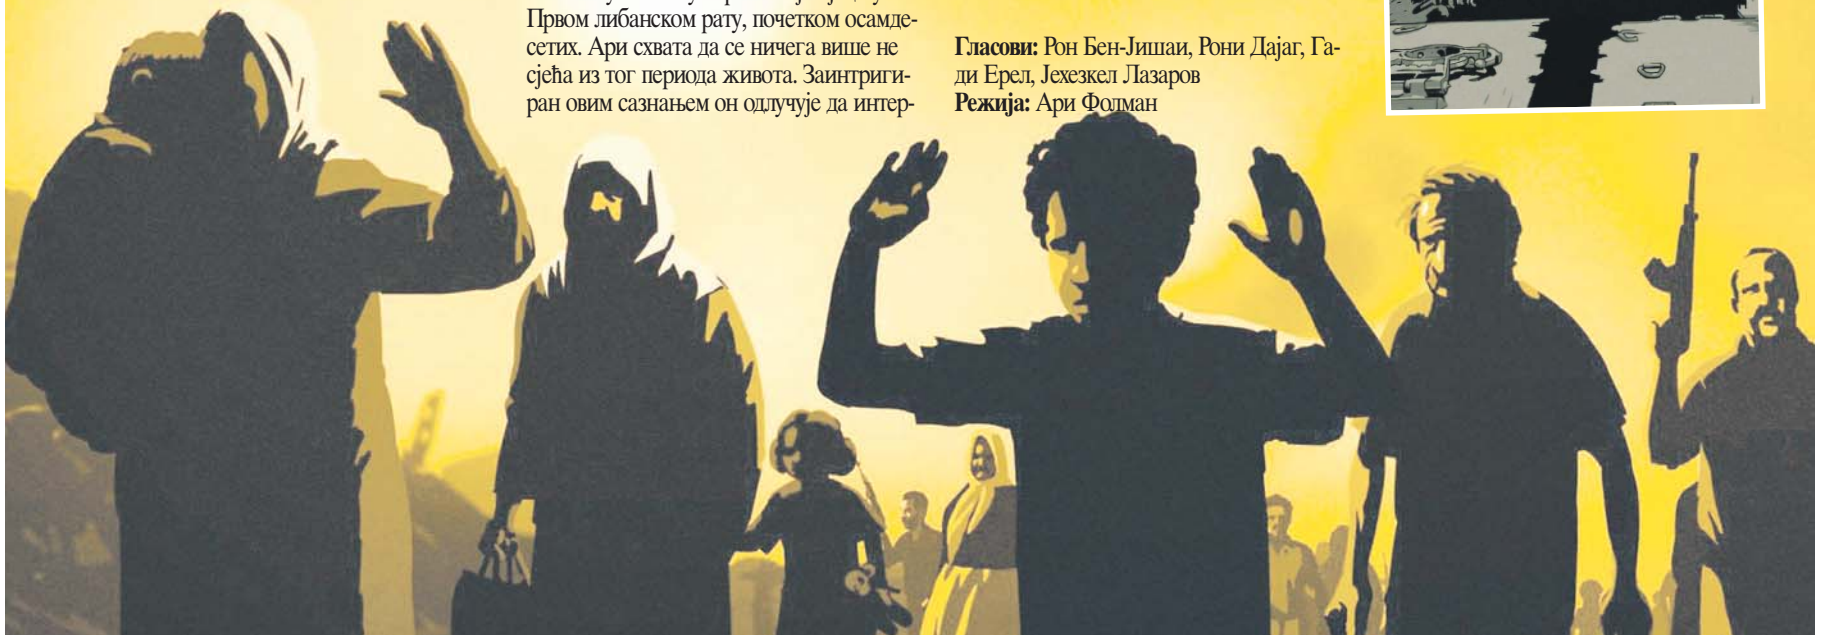 Првом либанском рату, почетком осамде-
сетих. Ари схвата да се ничега више не
сјећа из тог периода живота. Заинтриги-
ран овим сазнањем он одлучује да интер-
Гласови: Рон Бен-Јишаи, Рони Дајаг, Га-
ди Ерел, Јехезкел Лазаров
Режија: Ари Фолман